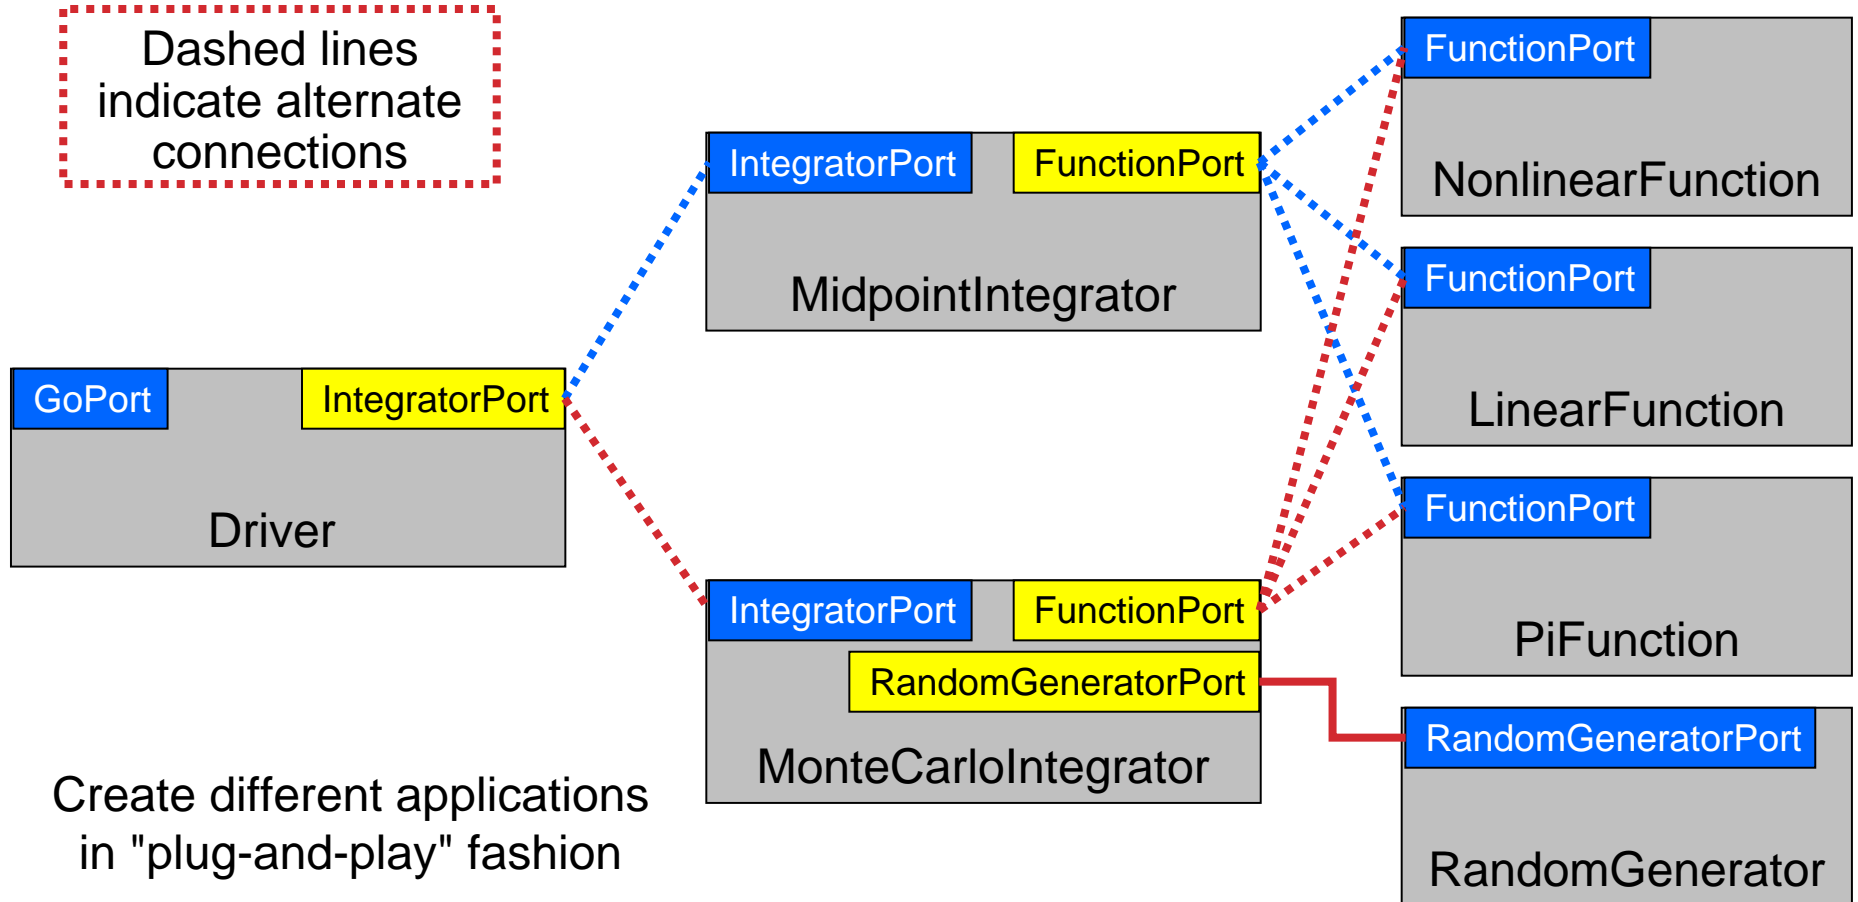 Dashed lines
indicate alternate
connections
GoPort
IntegratorPort
Driver
IntegratorPort
FunctionPort
MidpointIntegrator
IntegratorPort
FunctionPort
RandomGeneratorPort
MonteCarloIntegrator
FunctionPort
NonlinearFunction
FunctionPort
LinearFunction
FunctionPort
PiFunction
RandomGeneratorPort
RandomGenerator
Create different applications
in "plug-and-play" fashion